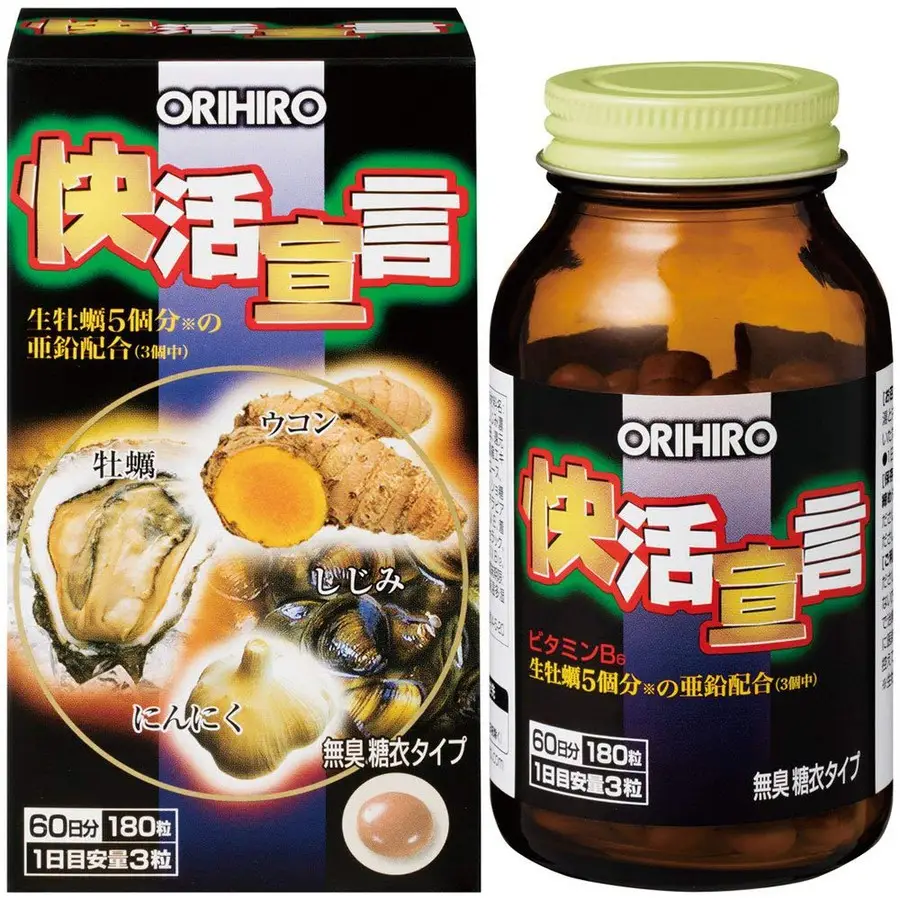 ORIHIRO
快活宣言
生牡蠣5個分※の
亜鉛配合(3個中)
ウコン
牡蠣
しじみ
にんにく
無臭糖衣タイプ
60日分 180粒
1日目安量3粒
ORIHIRO
快活宣言
ビタミンB6
生牡蠣5個分※の亜鉛配合(3個中)
60日分 180粒
1日目安量3粒
無臭糖衣タイプ